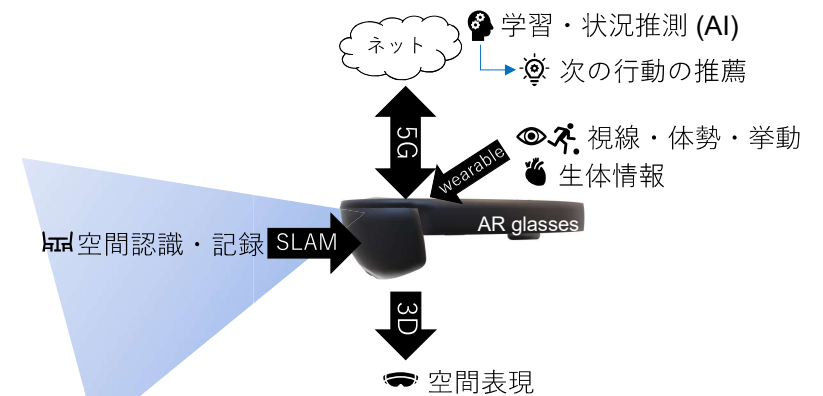 ネット
学習・状況推測 (AI)
次の行動の推薦
5G
wearable
視線・体勢・挙動
生体情報
AR glasses
空間認識・記録
SLAM
3D
空間表現